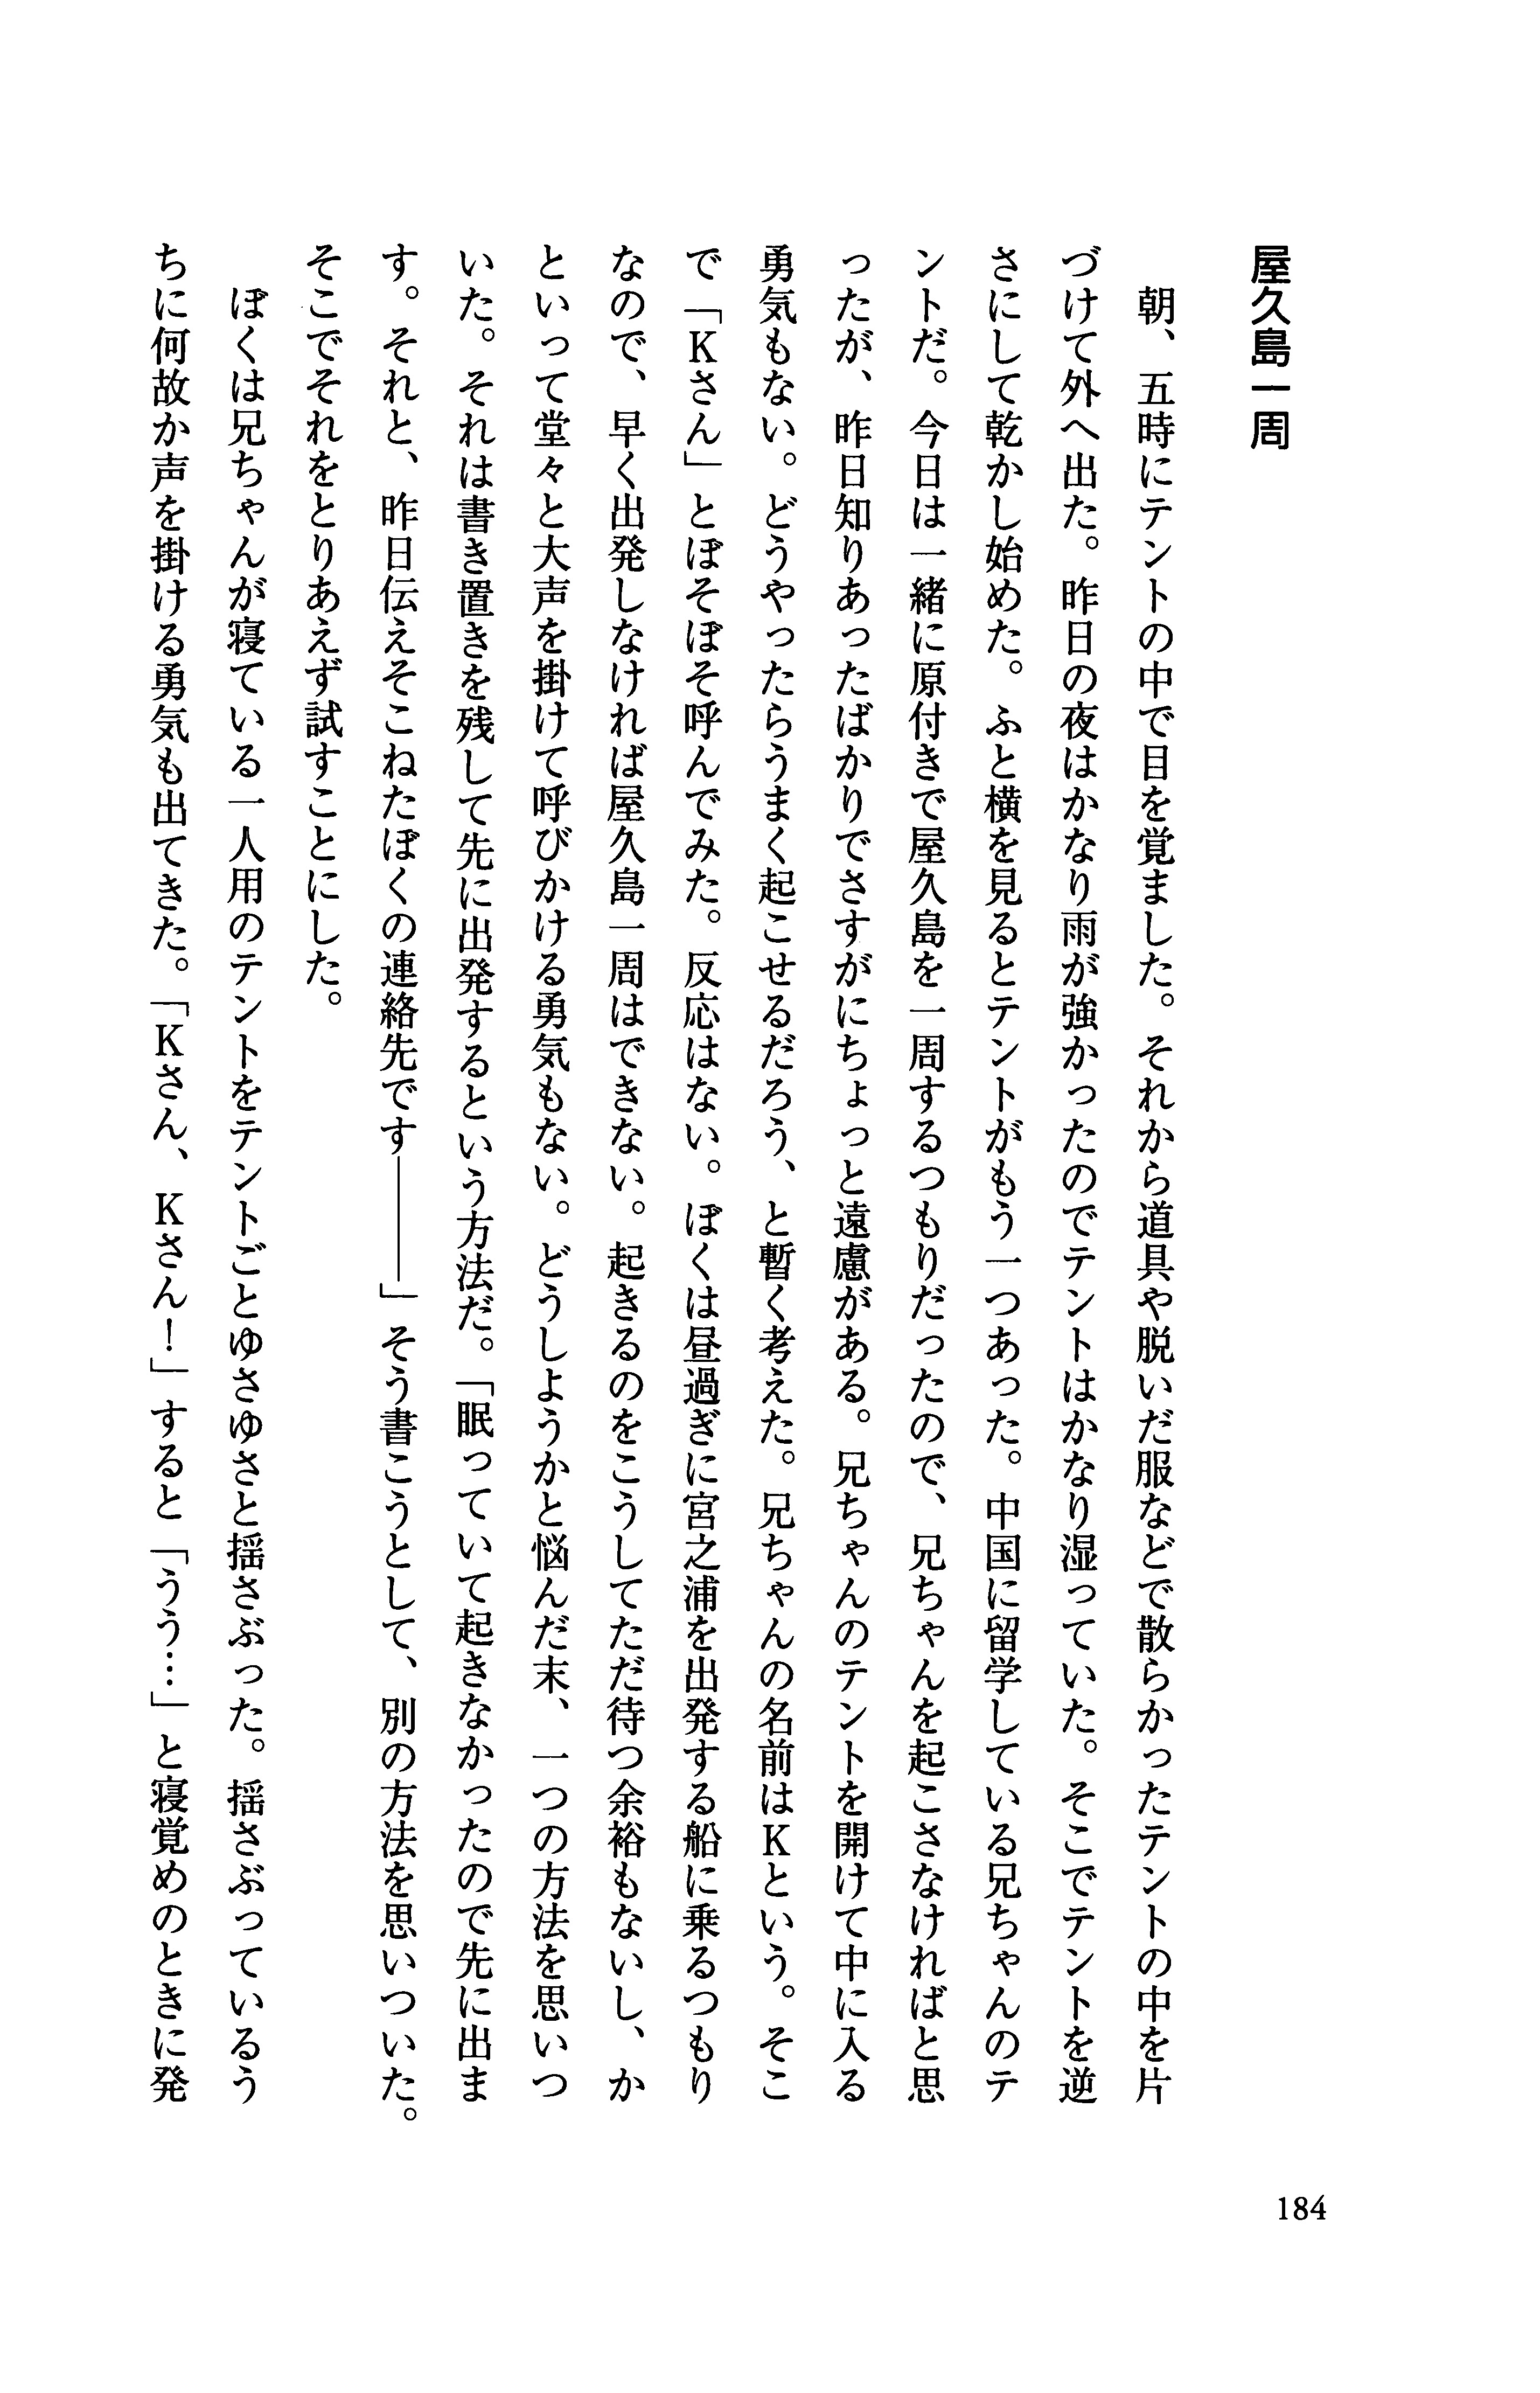 屋久島一周
朝、五時にテントの中で目を覚ました。それから道具や脱いだ服などで散らかったテントの中を片
づけて外へ出た。昨日の夜はかなり雨が強かったのでテントはかなり湿っていた。そこでテントを逆
さにして乾かし始めた。ふと横を見るとテントがもう一つあった。中国に留学している兄ちゃんのテ
ントだ。今日は一緒に原付きで屋久島を一周するつもりだったので、兄ちゃんを起こさなければと思
ったが、昨日知りあったばかりでさすがにちょっと遠慮がある。兄ちゃんのテントを開けて中に入る
勇気もない。どうやったらうまく起こせるだろう、と暫く考えた。兄ちゃんの名前はKという。そこ
で「Kさん」とぼそぼそ呼んでみた。反応はない。ぼくは昼過ぎに宮之浦を出発する船に乗るつもり
なので、早く出発しなければ屋久島一周はできない。起きるのをこうしてただ待つ余裕もないし、か
といって堂々と大声を掛けて呼びかける勇気もない。どうしようかと悩んだ末、一つの方法を思いつ
いた。それは書き置きを残して先に出発するという方法だ。「眠っていて起きなかったので先に出ま
す。それと、昨日伝えそこねたぼくの連絡先です――――」そう書こうとして、別の方法を思いついた。
そこでそれをとりあえず試すことにした。
ぼくは兄ちゃんが寝ている一人用のテントをテントごとゆさゆさと揺さぶった。揺さぶっているう
ちに何故か声を掛ける勇気も出てきた。「Kさん、Kさん！」すると「うう…」と寝覚めのときに発
184